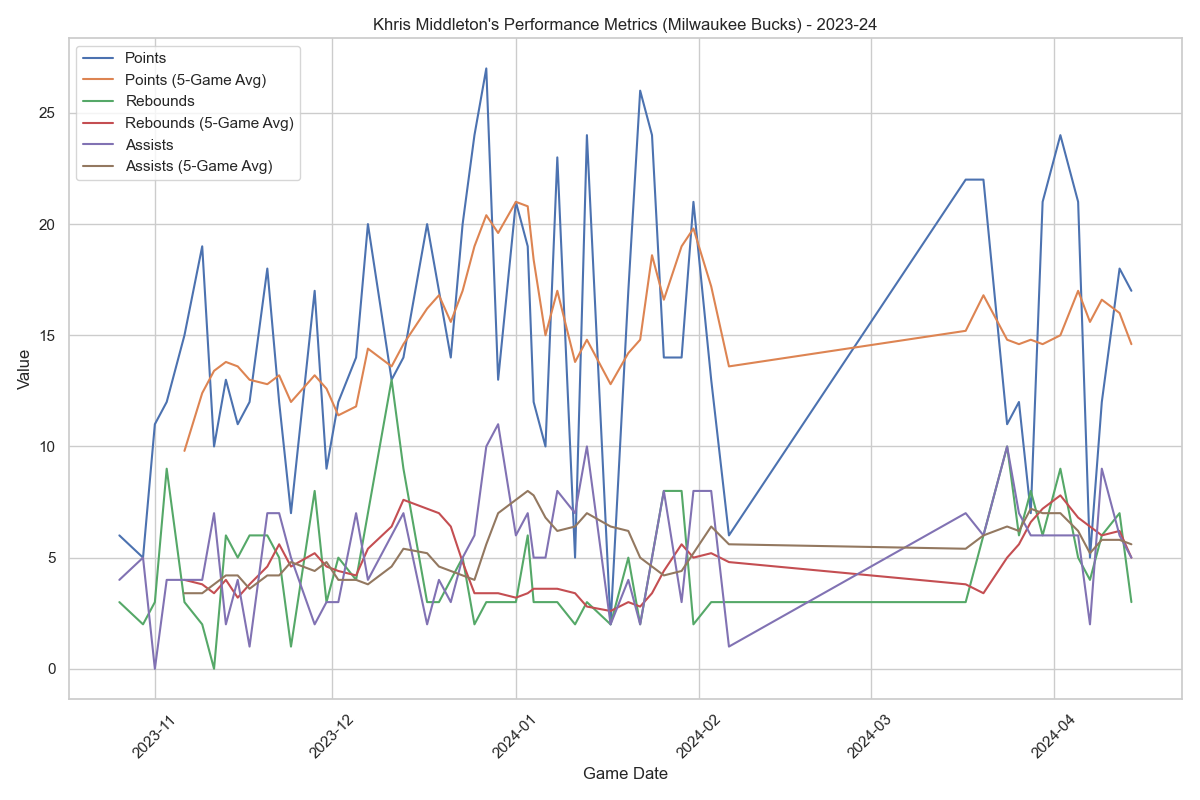 Khris Middleton's Performance Metrics (Milwaukee Bucks) - 2023-24
Points
Points (5-Game Avg)
Rebounds
Rebounds (5-Game Avg)
Assists
Assists (5-Game Avg)
Value
25
20
15
10
5
0
2023-11
2023-12
2024-01
2024-02
2024-03
2024-04
Game Date